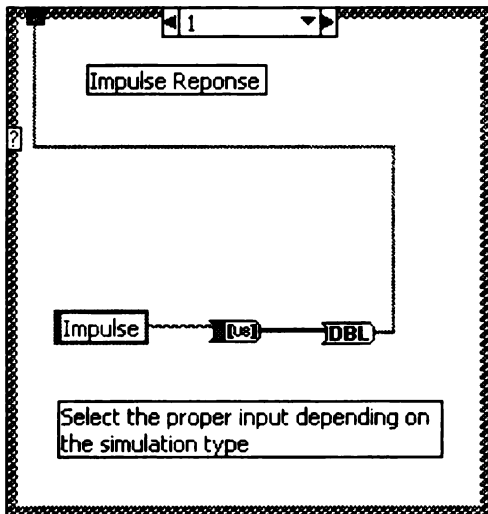 1
Impulse Reponse
?
Impulse
[U8]
DBL
Select the proper input depending on
the simulation type